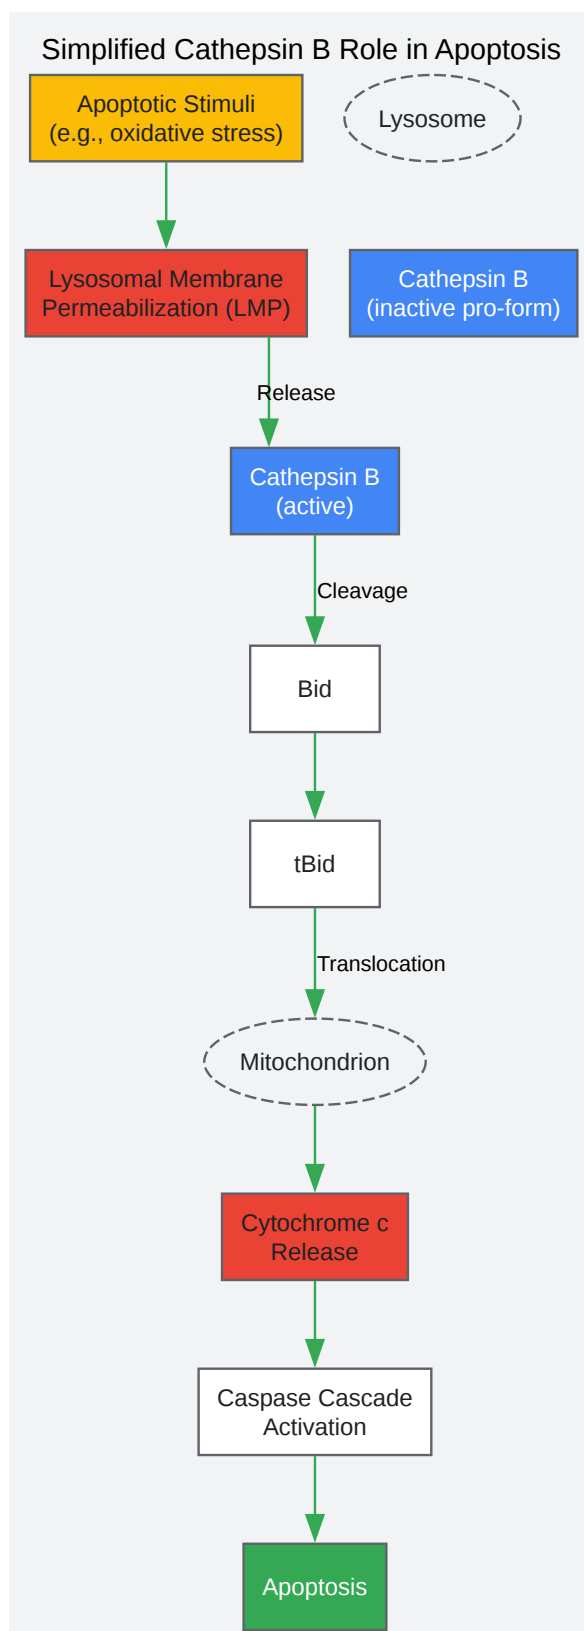 Simplified Cathepsin B Role in Apoptosis
Apoptotic Stimuli
(e.g., oxidative stress)
Lysosome
Lysosomal Membrane
Permeabilization (LMP)
Cathepsin B
(inactive pro-form)
Release
Cathepsin B
(active)
Cleavage
Bid
tBid
Translocation
Mitochondrion
Cytochrome c
Release
Caspase Cascade
Activation
Apoptosis